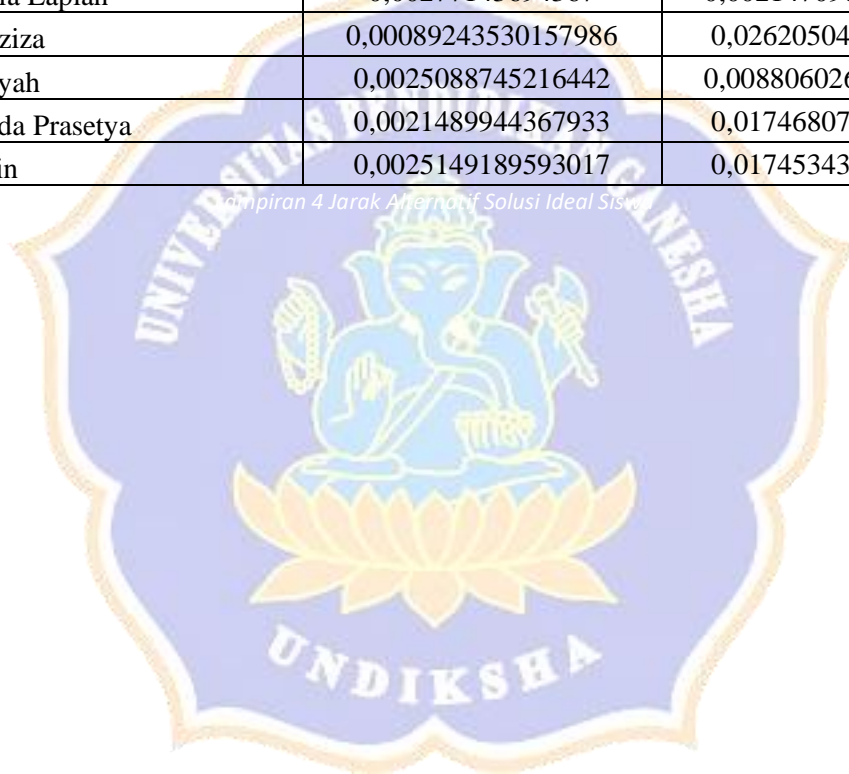 ziza 0,00089243530157986 0,02620504
yah 0,0025088745216442 0,00880602
da Prasetya 0,0021489944367933 0,01746807
in 0,0025149189593017 0,01745343
Lampiran 4 Jarak Alternatif Solusi Ideal Siswa
UNIVERSITAS PENDIDIKAN GANESHA
UNDIKSHA